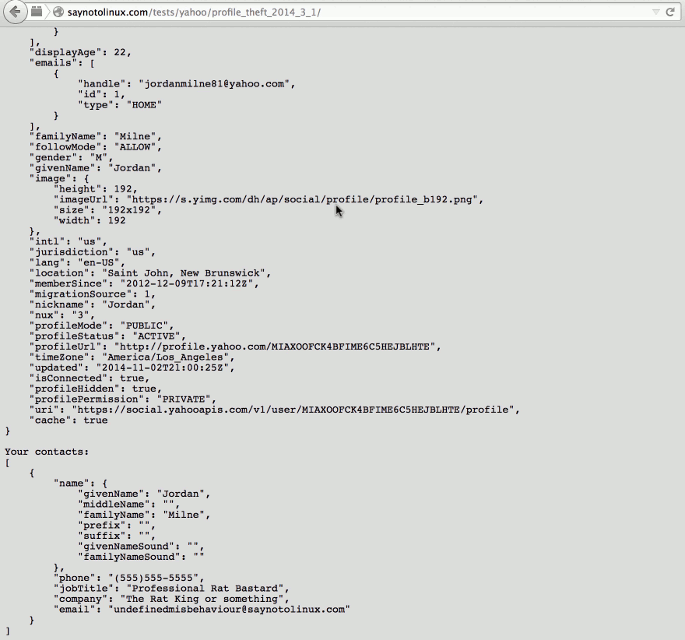 saynotolinux.com/tests/yahoo/profile_theft_2014_3_1/
}
],
"displayAge": 22,
"emails": [
{
"handle": "jordanmilne81@yahoo.com",
"id": 1,
"type": "HOME"
}
],
"familyName": "Milne",
"followMode": "ALLOW",
"gender": "M",
"givenName": "Jordan",
"image": {
"height": 192,
"imageUrl": "https://s.yimg.com/dh/ap/social/profile/profile_b192.png",
"size": "192x192",
"width": 192
},
"intl": "us",
"jurisdiction": "us",
"lang": "en-US",
"location": "Saint John, New Brunswick",
"memberSince": "2012-12-09T17:21:12Z",
"migrationSource": 1,
"nickname": "Jordan",
"nux": "3",
"profileMode": "PUBLIC",
"profileStatus": "ACTIVE",
"profileUrl": "http://profile.yahoo.com/MIAXOOFCK4BFIME6C5HEJBLHTE",
"timeZone": "America/Los_Angeles",
"updated": "2014-11-02T21:00:25Z",
"isConnected": true,
"profileHidden": true,
"profilePermission": "PRIVATE",
"uri": "https://social.yahooapis.com/v1/user/MIAXOOFCK4BFIME6C5HEJBLHTE/profile",
"cache": true
}
Your contacts:
[
{
"name": {
"givenName": "Jordan",
"middleName": "",
"familyName": "Milne",
"prefix": "",
"suffix": "",
"givenNameSound": "",
"familyNameSound": ""
},
"phone": "(555)555-5555",
"jobTitle": "Professional Rat Bastard",
"company": "The Rat King or something",
"email": "undefinedmisbehaviour@saynotolinux.com"
}
]